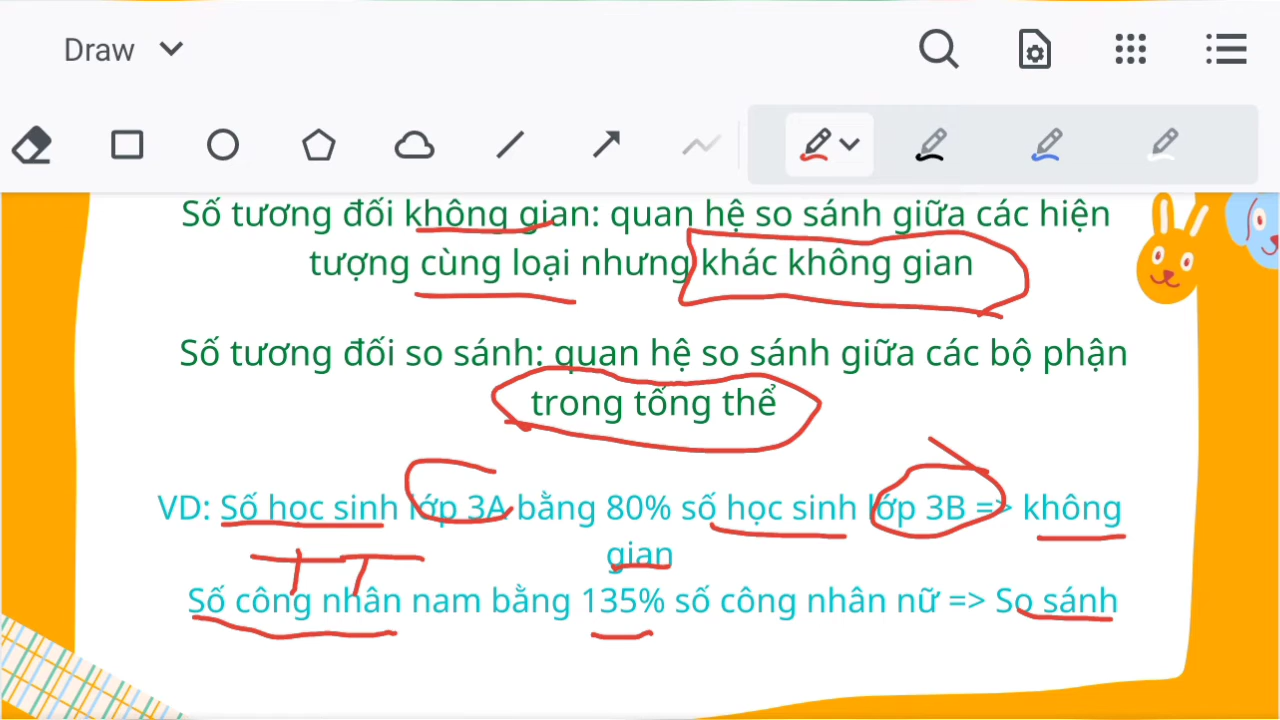 Draw
Số tương đối không gian: quan hệ so sánh giữa các hiện
tượng cùng loại nhưng khác không gian
Số tương đối so sánh: quan hệ so sánh giữa các bộ phận
trong tổng thể
VD: Số học sinh lớp 3A bằng 80% số học sinh lớp 3B => không
gian
TT
Số công nhân nam bằng 135% số công nhân nữ => So sánh